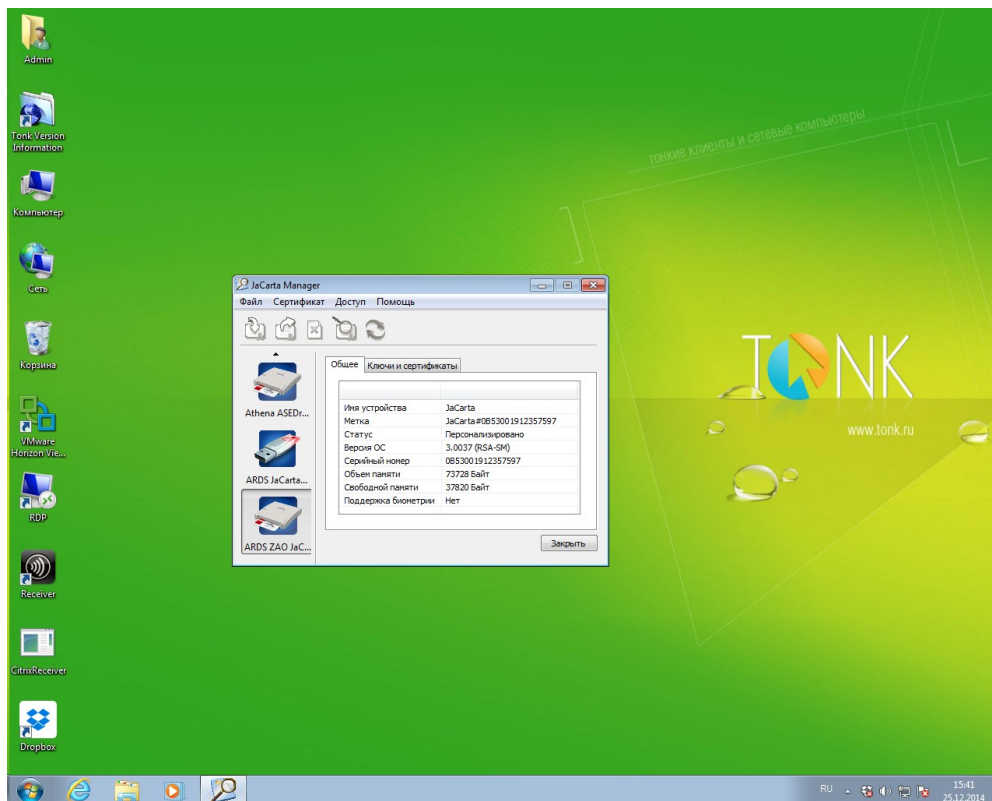 Admin
Tonk Version
Information
Компьютер
Сеть
Корзина
VMware
Horizon Vie...
RDP
Receiver
CitrixReceiver
Dropbox
тонкие клиенты и сетевые компьютеры
TONK
www.tonk.ru
JaCarta Manager
Файл Сертификат Доступ Помощь
Athena ASEDr...
ARDS JaCarta...
ARDS ZAO JaC...
Общее Ключи и сертификаты
Имя устройства JaCarta
Метка JaCarta#0B53001912357597
Статус Персонализировано
Версия ОС 3.0037 (RSA-SM)
Серийный номер 0B53001912357597
Объем памяти 73728 Байт
Свободной памяти 37820 Байт
Поддержка биометрии Нет
Закрыть
RU
15:41
25.12.2014